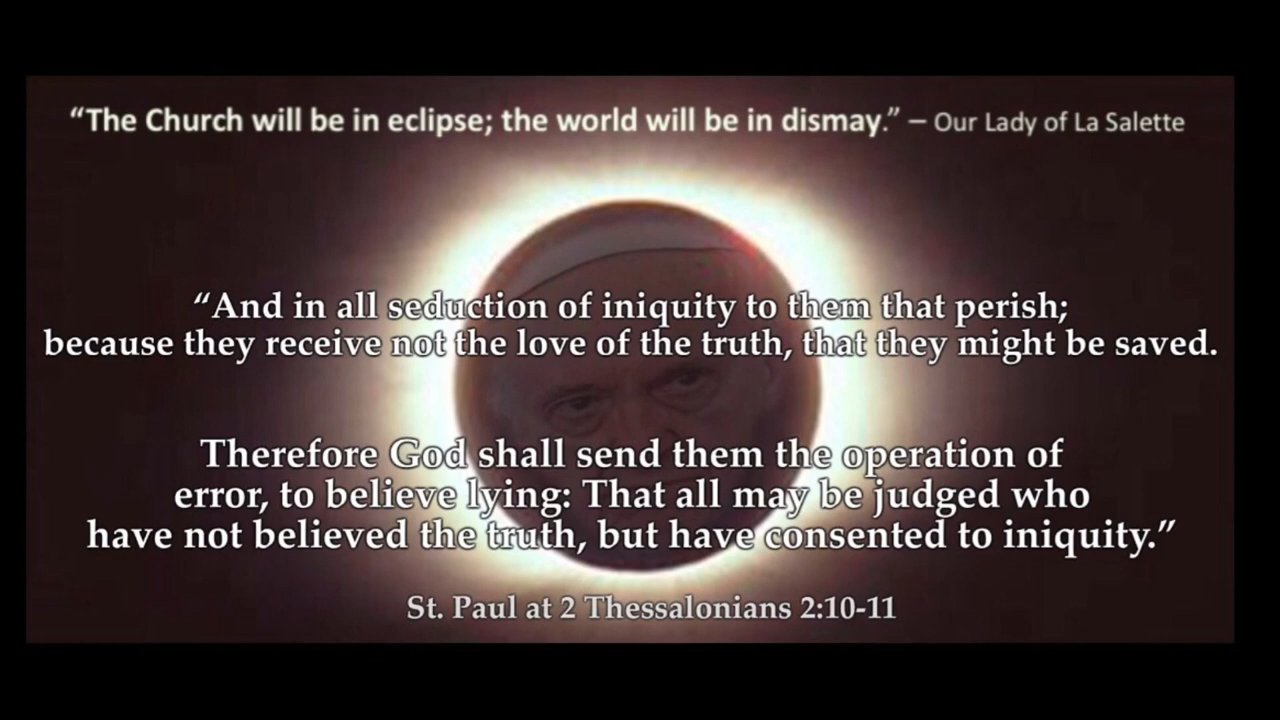 “The Church will be in eclipse; the world will be in dismay.” – Our Lady of La Salette
“And in all seduction of iniquity to them that perish;
because they receive not the love of the truth, that they might be saved.
Therefore God shall send them the operation of
error, to believe lying: That all may be judged who
have not believed the truth, but have consented to iniquity.”
St. Paul at 2 Thessalonians 2:10-11